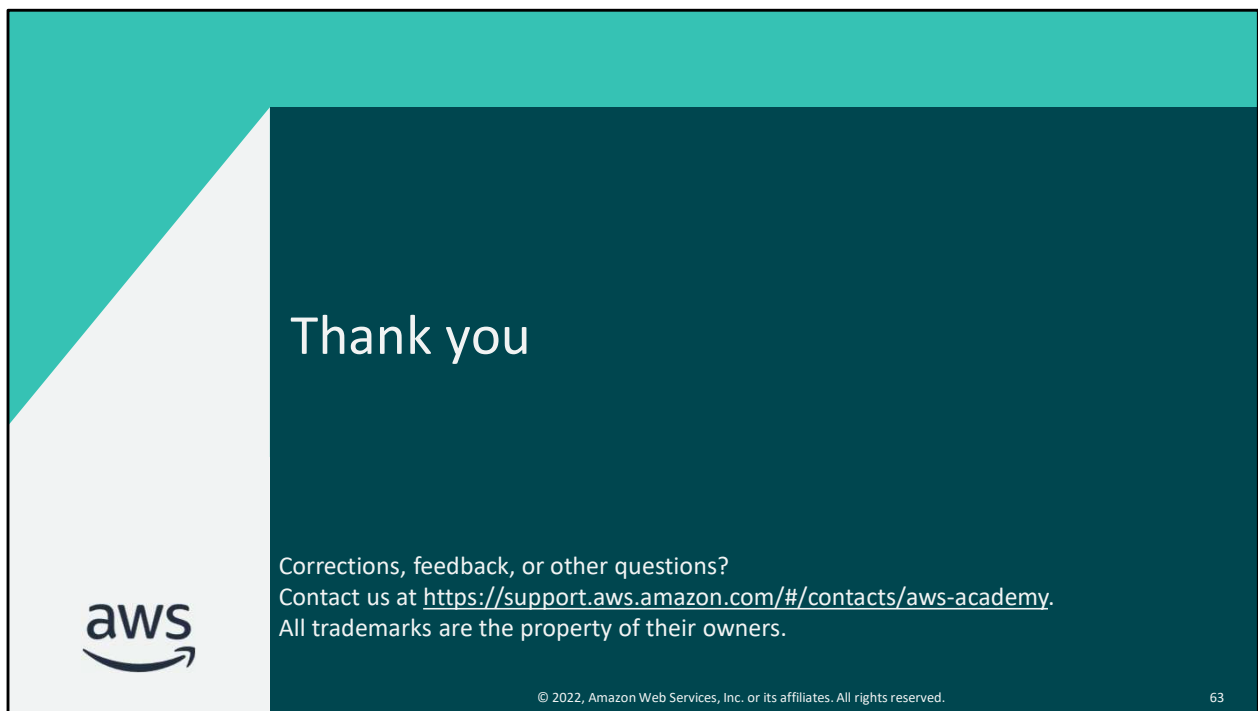 Thank you
Corrections, feedback, or other questions?
Contact us at https://support.aws.amazon.com/#/contacts/aws-academy.
All trademarks are the property of their owners.
aws
© 2022, Amazon Web Services, Inc. or its affiliates. All rights reserved.
63